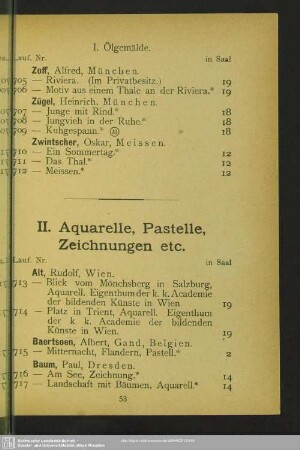 I. Ölgemälde.
Lauf. Nr. in Saal
Zoff, Alfred, München.
705 — Riviera. (Im Privatbesitz.) 19
706 — Motiv aus einem Thale an der Riviera.* 19
Zügel, Heinrich, München.
707 — Junge mit Rind.* 18
708 — Jungvieh in der Ruhe.* 18
709 — Kuhgespann.* 18
Zwintscher, Oskar, Meissen.
710 — Ein Sommertag.* 12
711 — Das Thal.* 12
712 — Meissen.* 12
II. Aquarelle, Pastelle,
Zeichnungen etc.
Lauf. Nr. in Saal
Alt, Rudolf, Wien.
713 — Blick vom Mönchsberg in Salzburg,
Aquarell. Eigenthum der k. k. Academie
der bildenden Künste in Wien 19
714 — Platz in Trient, Aquarell. Eigenthum
der k k. Academie der bildenden
Künste in Wien. 19
Baertsoen, Albert, Gand, Belgien.
715 — Mitternacht, Flandern, Pastell.* 2
Baum, Paul, Dresden.
716 — Am See, Zeichnung.* 14
717 — Landschaft mit Bäumen, Aquarell.* 14
53